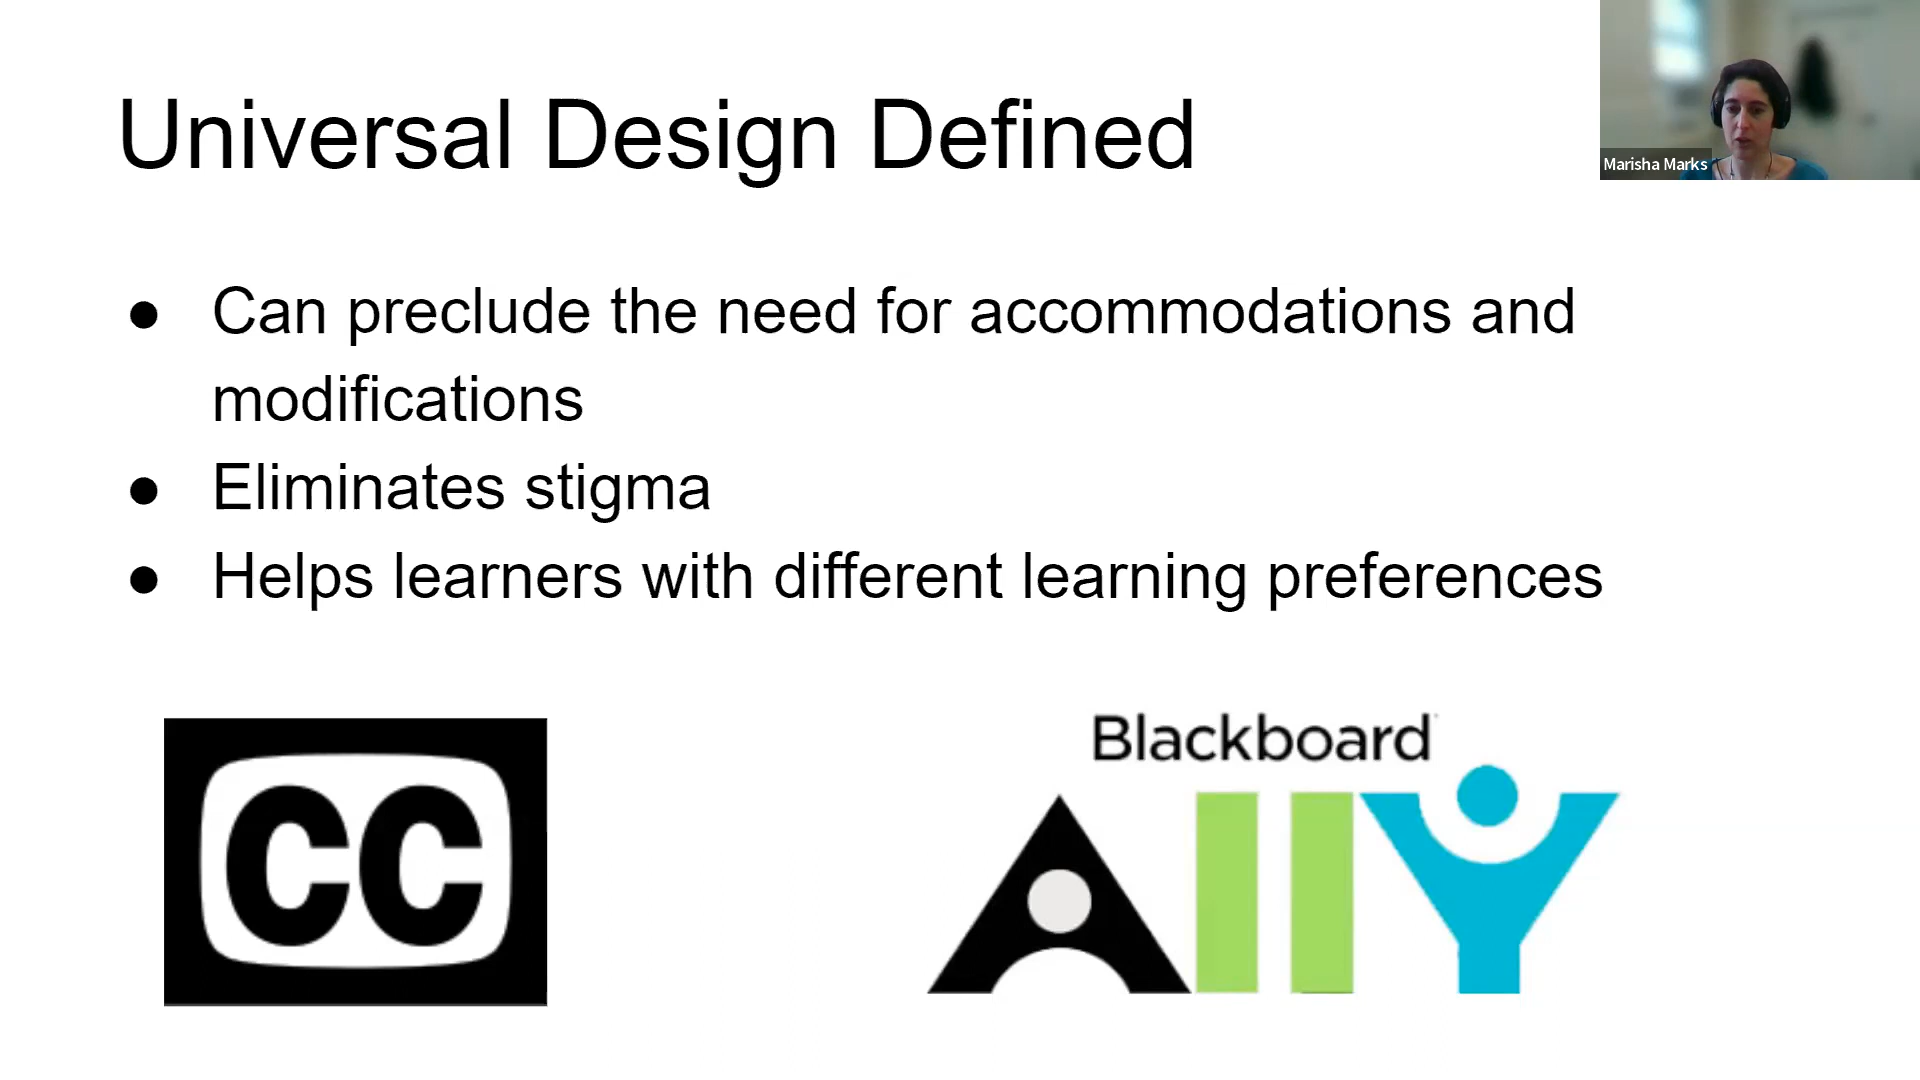 Universal Design Defined
Marisha Marks
● Can preclude the need for accommodations and
modifications
● Eliminates stigma
● Helps learners with different learning preferences
CC
Blackboard
Ally